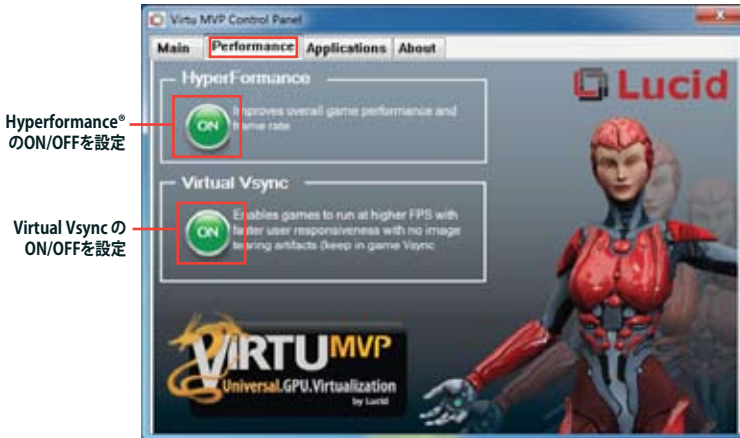 Virtu MVP Control Panel
Main Performance Applications About
HyperFormance
ON
Improves overall game performance and
frame rate
Hyperformance®
のON/OFFを設定
Virtual Vsync
ON
Enables games to run at higher FPS with
faster user responsiveness with no image
tearing artifacts (keep in game Vsync
Virtual Vsync の
ON/OFFを設定
Lucid
VIRTU MVP
Universal.GPU.Virtualization
by Lucid